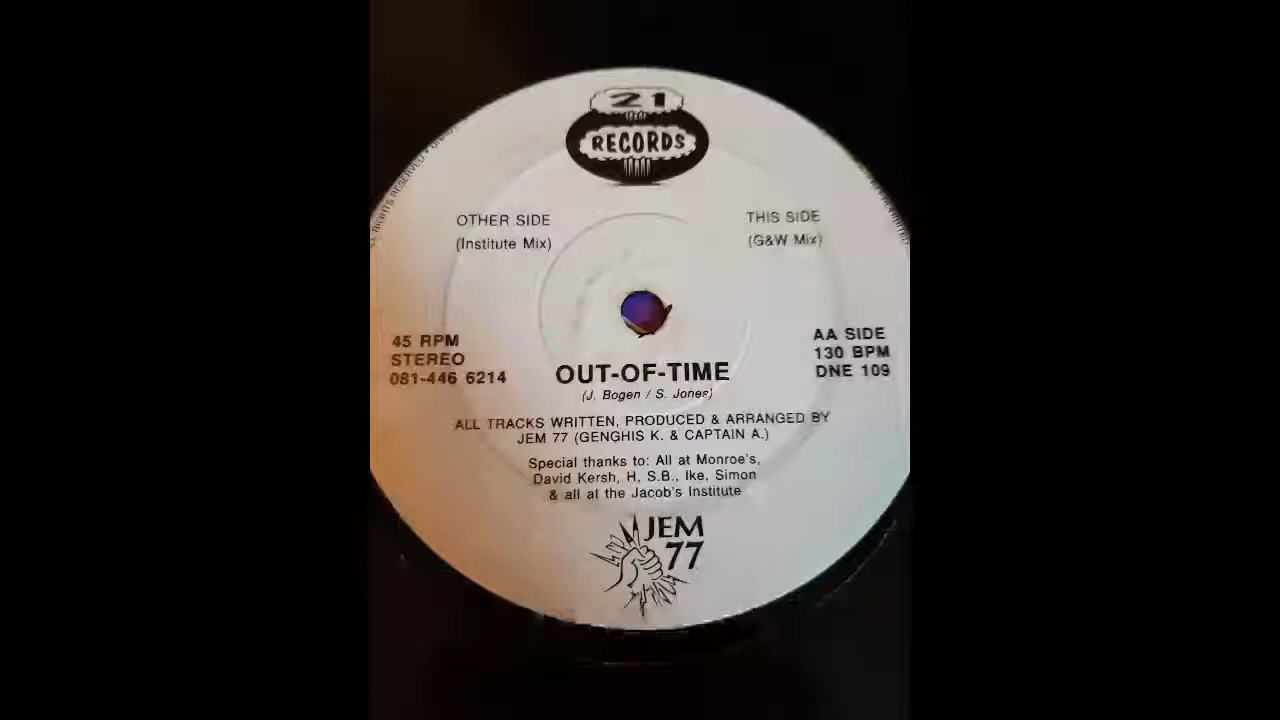 21
RECORDS
OTHER SIDE
(Institute Mix)
THIS SIDE
(G&W Mix)
45 RPM
STEREO
081-446 6214
AA SIDE
130 BPM
DNE 109
OUT-OF-TIME
(J. Bogen / S. Jones)
ALL TRACKS WRITTEN, PRODUCED & ARRANGED BY
JEM 77 (GENGHIS K. & CAPTAIN A.)
Special thanks to: All at Monroe's,
David Kersh, H, S.B., Ike, Simon
& all at the Jacob's Institute
JEM
77
RIGHTS RESERVED